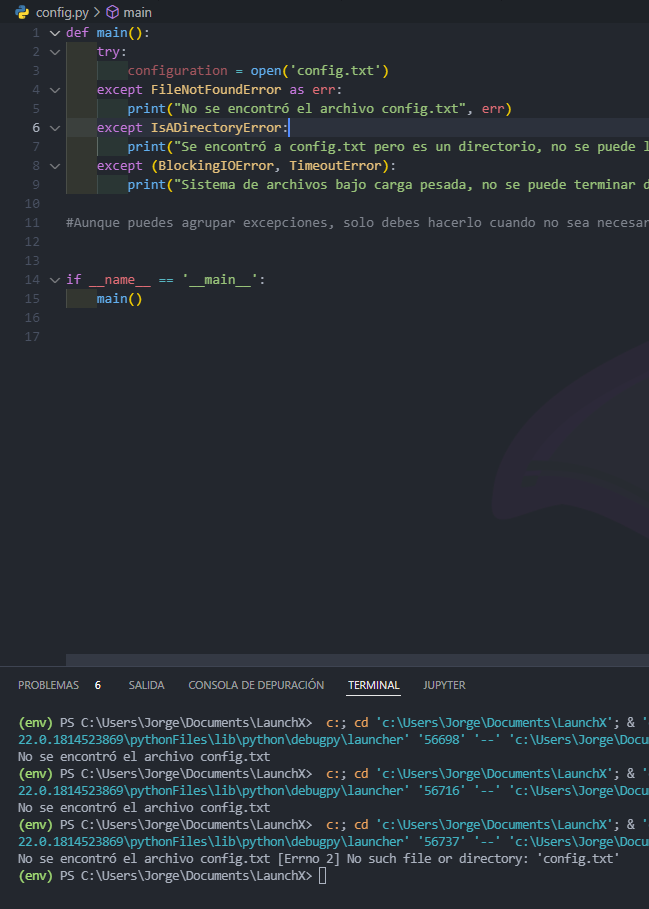 config.py > main
1 def main():
2 try:
3 configuration = open('config.txt')
4 except FileNotFoundError as err:
5 print("No se encontró el archivo config.txt", err)
6 except IsADirectoryError:
7 print("Se encontró a config.txt pero es un directorio, no se puede l
8 except (BlockingIOError, TimeoutError):
9 print("Sistema de archivos bajo carga pesada, no se puede terminar d
10
11 #Aunque puedes agrupar excepciones, solo debes hacerlo cuando no sea necesar
12
13
14 if __name__ == '__main__':
15 main()
16
17
PROBLEMAS 6 SALIDA CONSOLA DE DEPURACIÓN TERMINAL JUPYTER
(env) PS C:\Users\Jorge\Documents\LaunchX> c:; cd 'c:\Users\Jorge\Documents\LaunchX'; & '
22.0.1814523869\pythonFiles\lib\python\debugpy\launcher' '56698' '--' 'c:\Users\Jorge\Docu
No se encontró el archivo config.txt
(env) PS C:\Users\Jorge\Documents\LaunchX> c:; cd 'c:\Users\Jorge\Documents\LaunchX'; & '
22.0.1814523869\pythonFiles\lib\python\debugpy\launcher' '56716' '--' 'c:\Users\Jorge\Docu
No se encontró el archivo config.txt
(env) PS C:\Users\Jorge\Documents\LaunchX> c:; cd 'c:\Users\Jorge\Documents\LaunchX'; & '
22.0.1814523869\pythonFiles\lib\python\debugpy\launcher' '56737' '--' 'c:\Users\Jorge\Docu
No se encontró el archivo config.txt [Errno 2] No such file or directory: 'config.txt'
(env) PS C:\Users\Jorge\Documents\LaunchX>